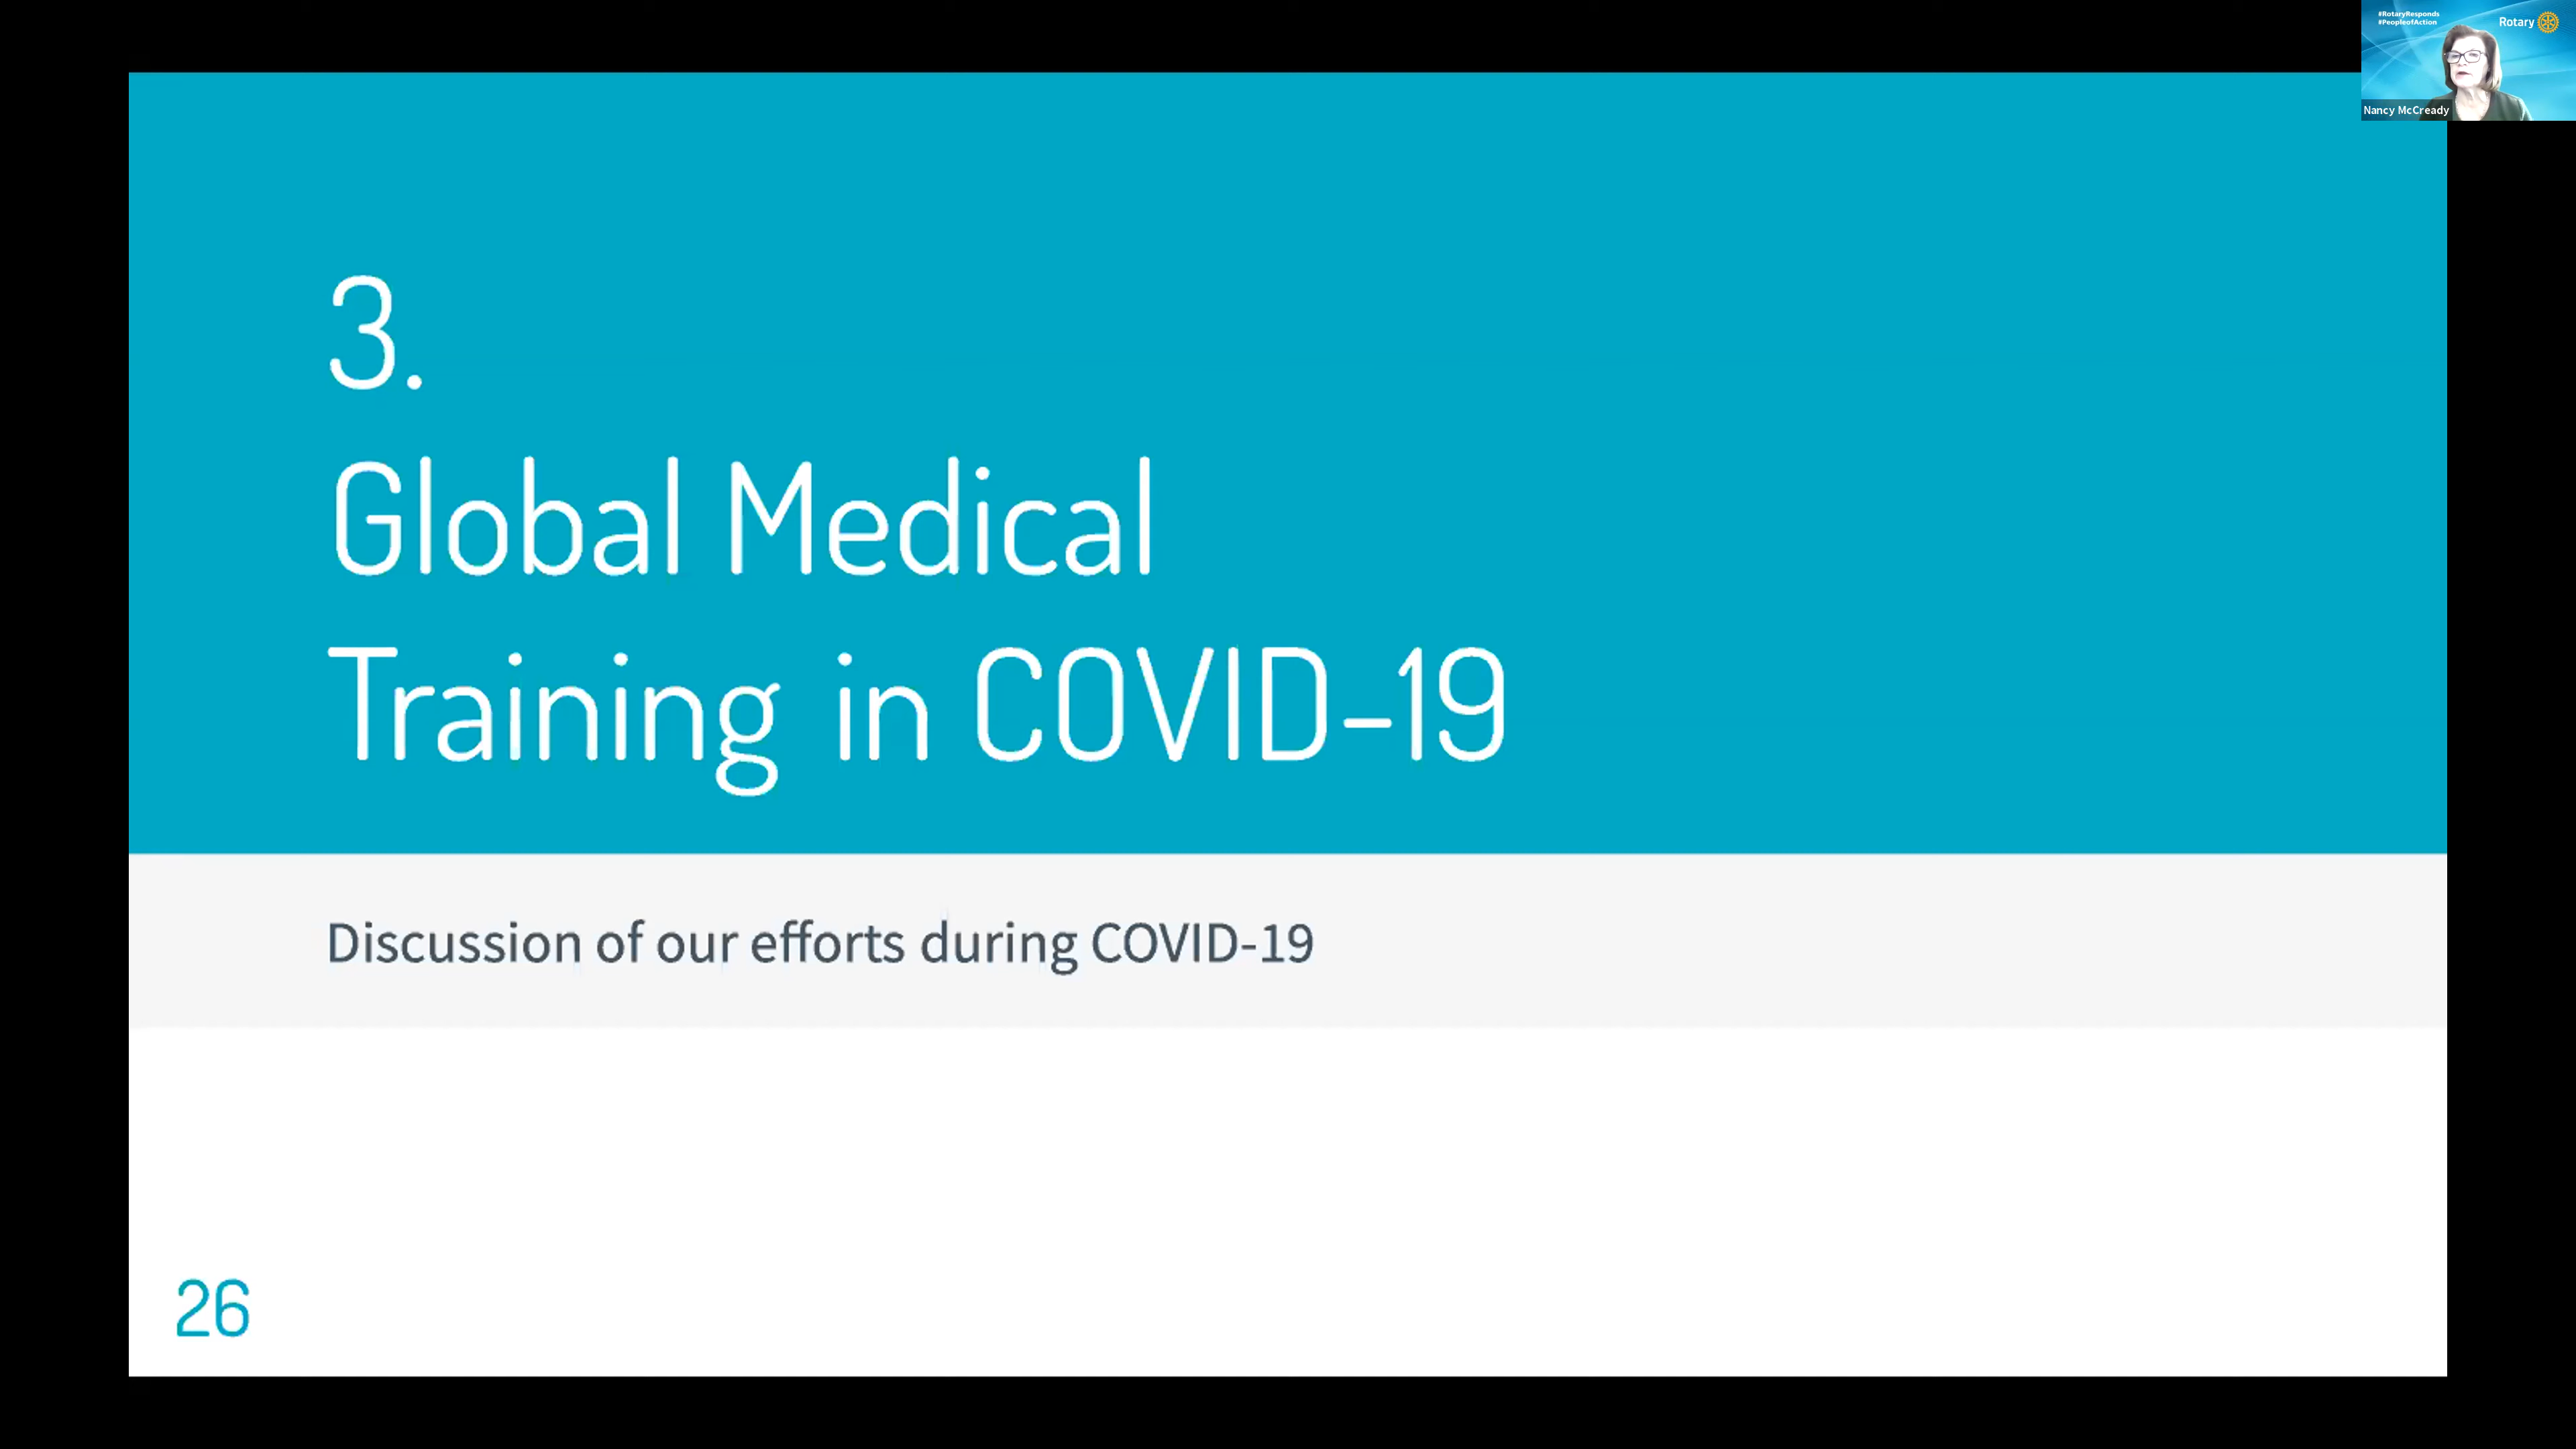 #RotaryResponds
#PeopleofAction
Rotary
Nancy McCready
3.
Global Medical
Training in COVID-19
Discussion of our efforts during COVID-19
26